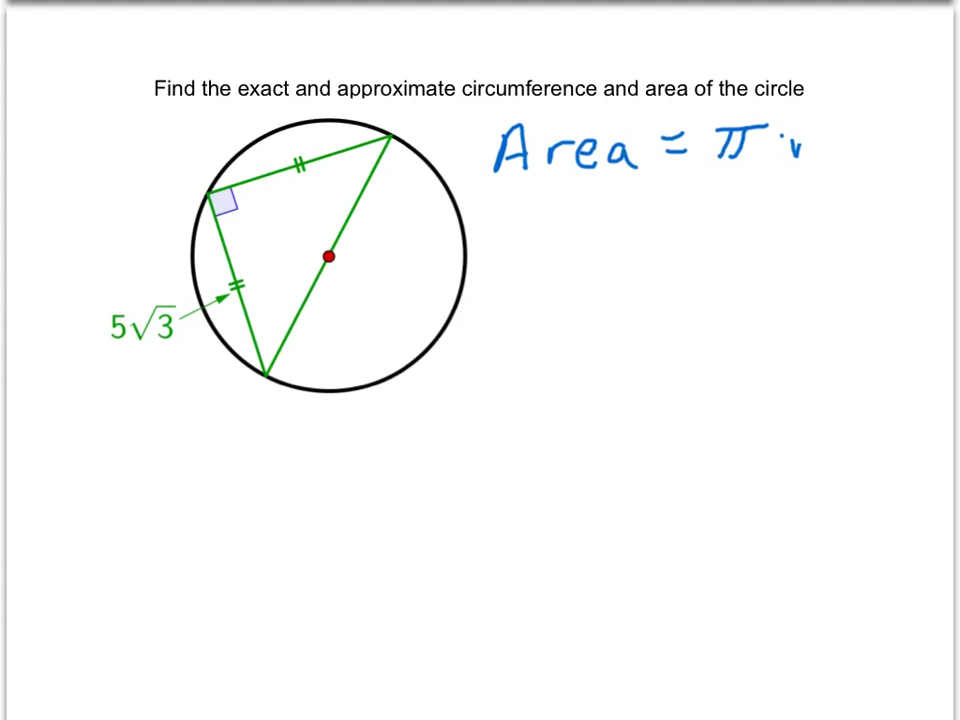 Find the exact and approximate circumference and area of the circle
Area = π ·
5√3